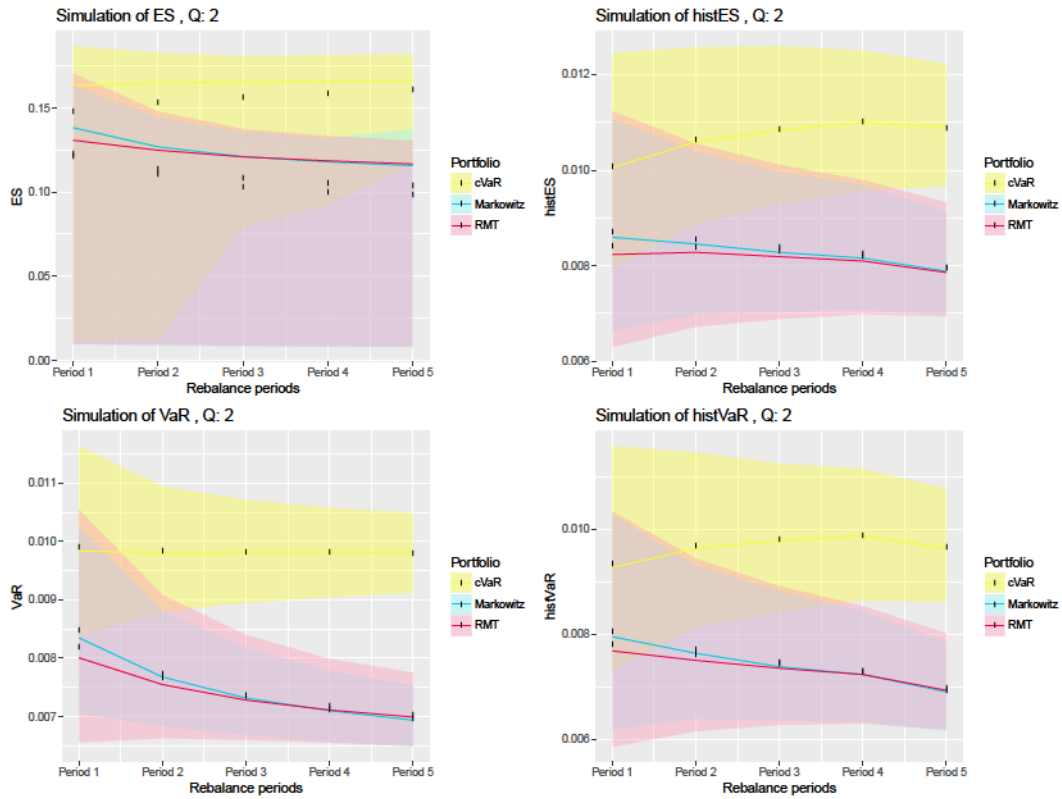 Simulation of ES , Q: 2
ES
0.15
0.10
0.05
0.00
Period 1
Period 2
Period 3
Period 4
Period 5
Rebalance periods
Portfolio
cVaR
Markowitz
RMT
Simulation of histES , Q: 2
histES
0.012
0.010
0.008
0.006
Period 1
Period 2
Period 3
Period 4
Period 5
Rebalance periods
Portfolio
cVaR
Markowitz
RMT
Simulation of VaR , Q: 2
VaR
0.011
0.010
0.009
0.008
0.007
Period 1
Period 2
Period 3
Period 4
Period 5
Rebalance periods
Portfolio
cVaR
Markowitz
RMT
Simulation of histVaR , Q: 2
histVaR
0.010
0.008
0.006
Period 1
Period 2
Period 3
Period 4
Period 5
Rebalance periods
Portfolio
cVaR
Markowitz
RMT